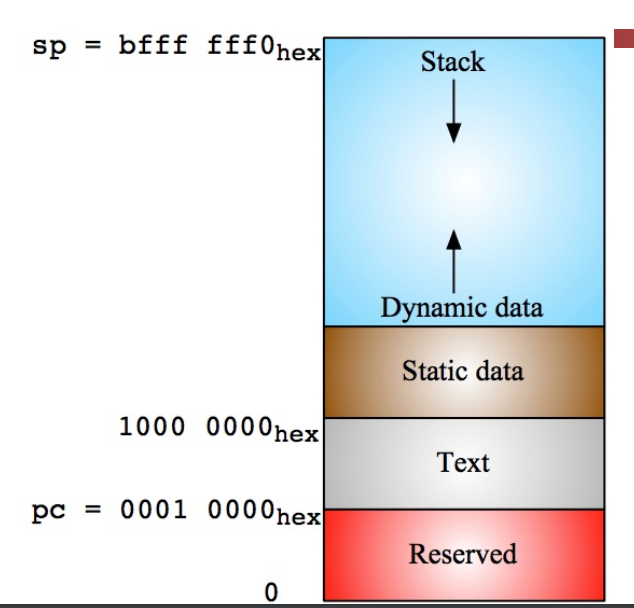 sp = bfff fff0hex
Stack
Dynamic data
Static data
1000 0000hex
Text
pc = 0001 0000hex
Reserved
0